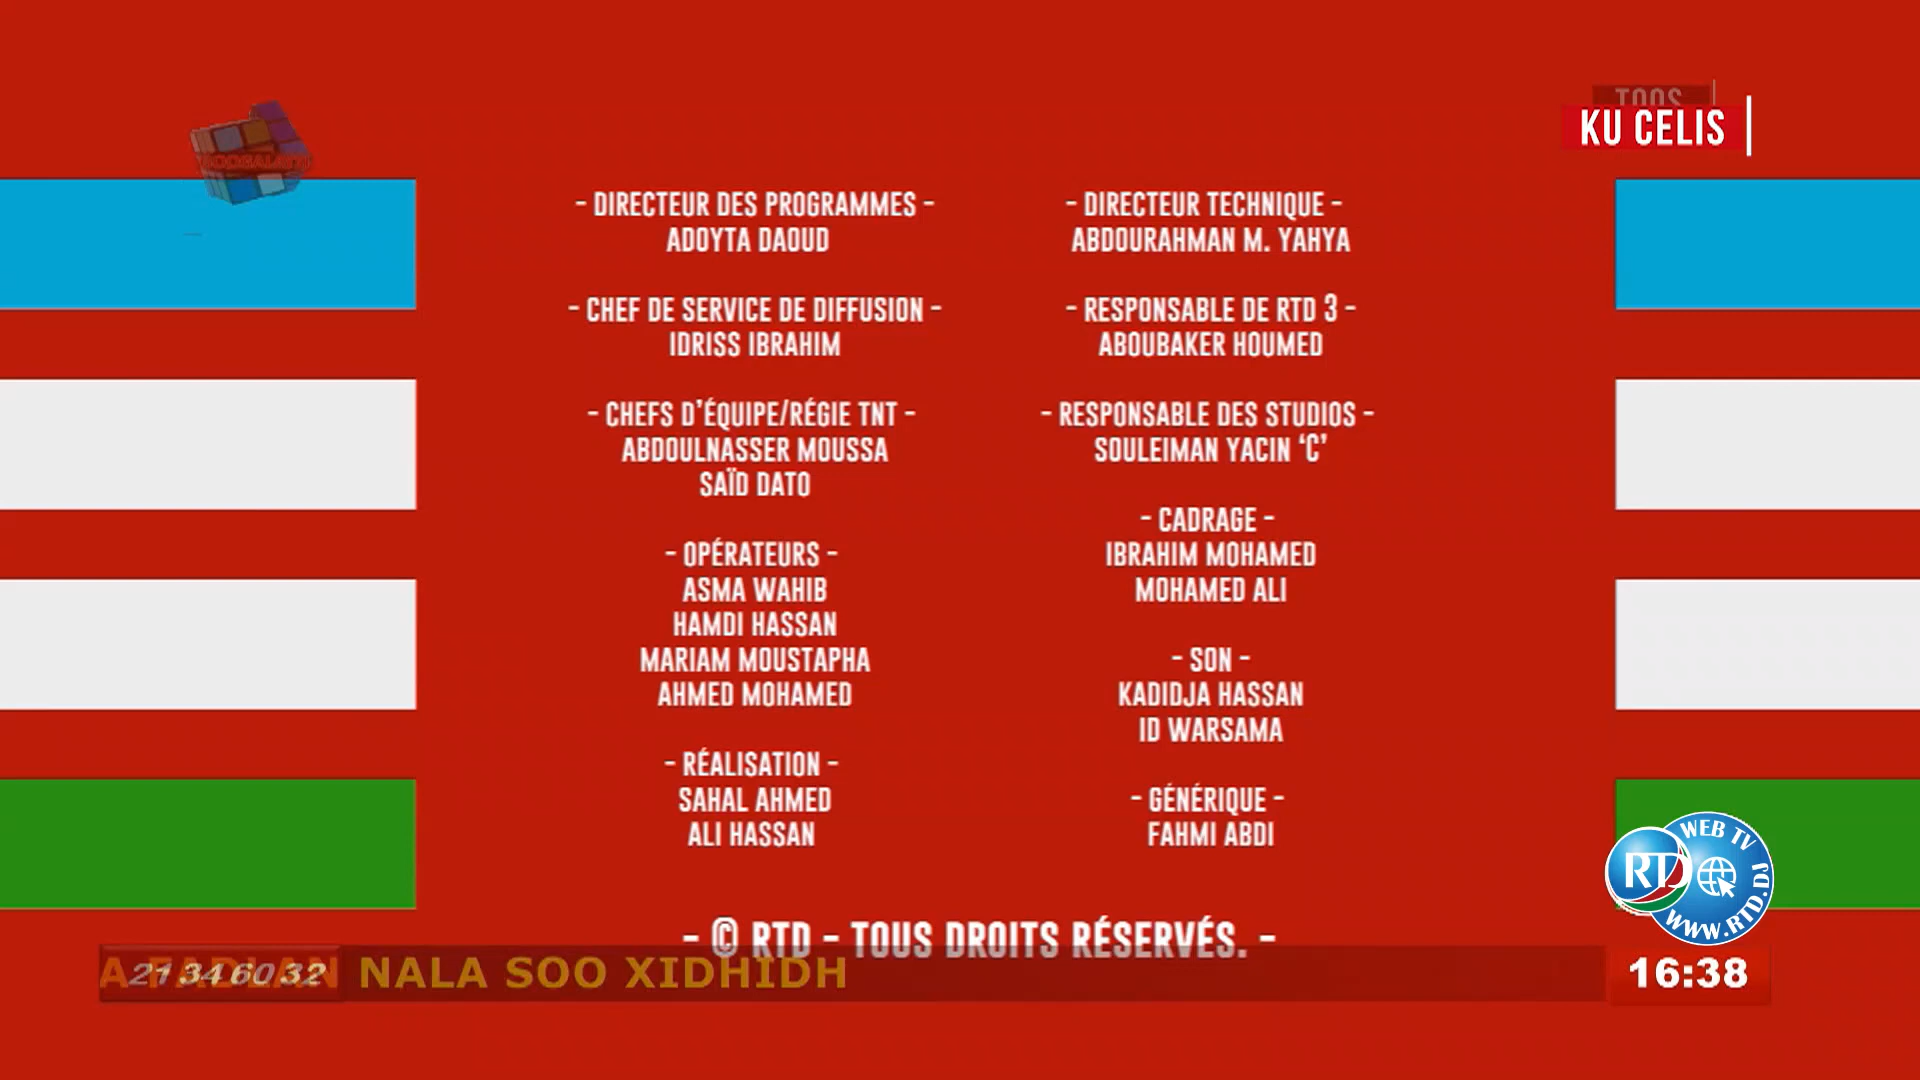 TOOS
KU CELIS
- DIRECTEUR DES PROGRAMMES -
ADOYTA DAOUD
- CHEF DE SERVICE DE DIFFUSION -
IDRISS IBRAHIM
- CHEFS D'ÉQUIPE/RÉGIE TNT -
ABDOULNASSER MOUSSA
SAÏD DATO
- OPÉRATEURS -
ASMA WAHIB
HAMDI HASSAN
MARIAM MOUSTAPHA
AHMED MOHAMED
- RÉALISATION -
SAHAL AHMED
ALI HASSAN
- DIRECTEUR TECHNIQUE -
ABDOURAHMAN M. YAHYA
- RESPONSABLE DE RTD 3 -
ABOUBAKER HOUMED
- RESPONSABLE DES STUDIOS -
SOULEIMAN YACIN ‘C’
- CADRAGE -
IBRAHIM MOHAMED
MOHAMED ALI
- SON -
KADIDJA HASSAN
ID WARSAMA
- GÉNÉRIQUE -
FAHMI ABDI
- © RTD - TOUS DROITS RÉSERVÉS. -
RTD
WEB TV
WWW.RTD.DJ
21 34 60 32
A FADLAN NALA SOO XIDHIDH
16:38